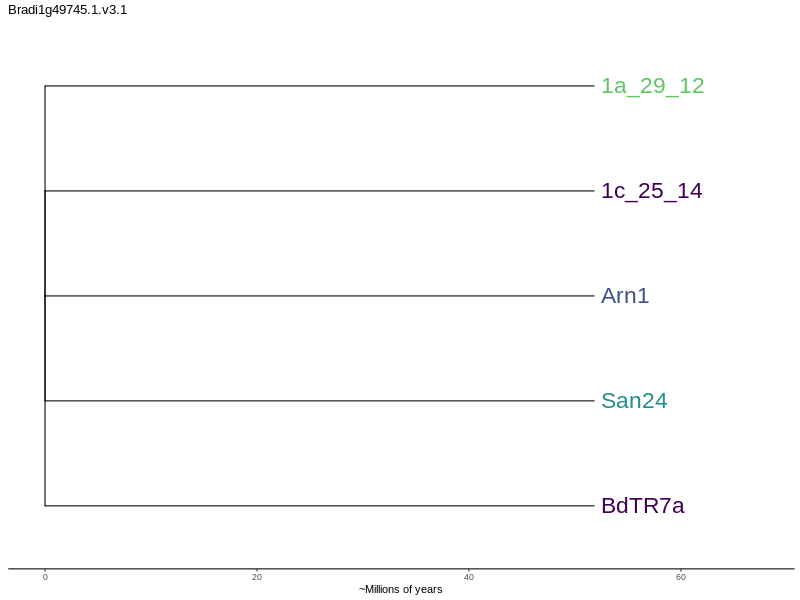 Bradi1g49745.1.v3.1
1a_29_12
1c_25_14
Arn1
San24
BdTR7a
0 20 40 60
~Millions of years